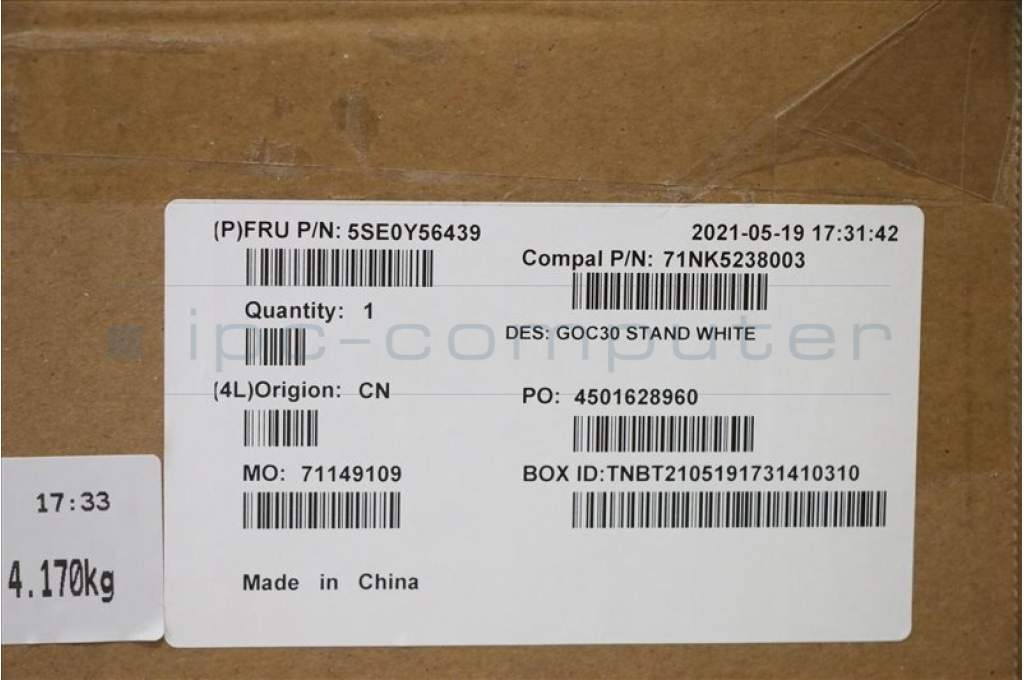 (P)FRU P/N: 5SE0Y56439
2021-05-19 17:31:42
Compal P/N: 71NK5238003
Quantity: 1
DES: GOC30 STAND WHITE
ipc-computer
(4L)Origion: CN
PO: 4501628960
MO: 71149109
BOX ID:TNBT2105191731410310
Made in China
17:33
4.170kg